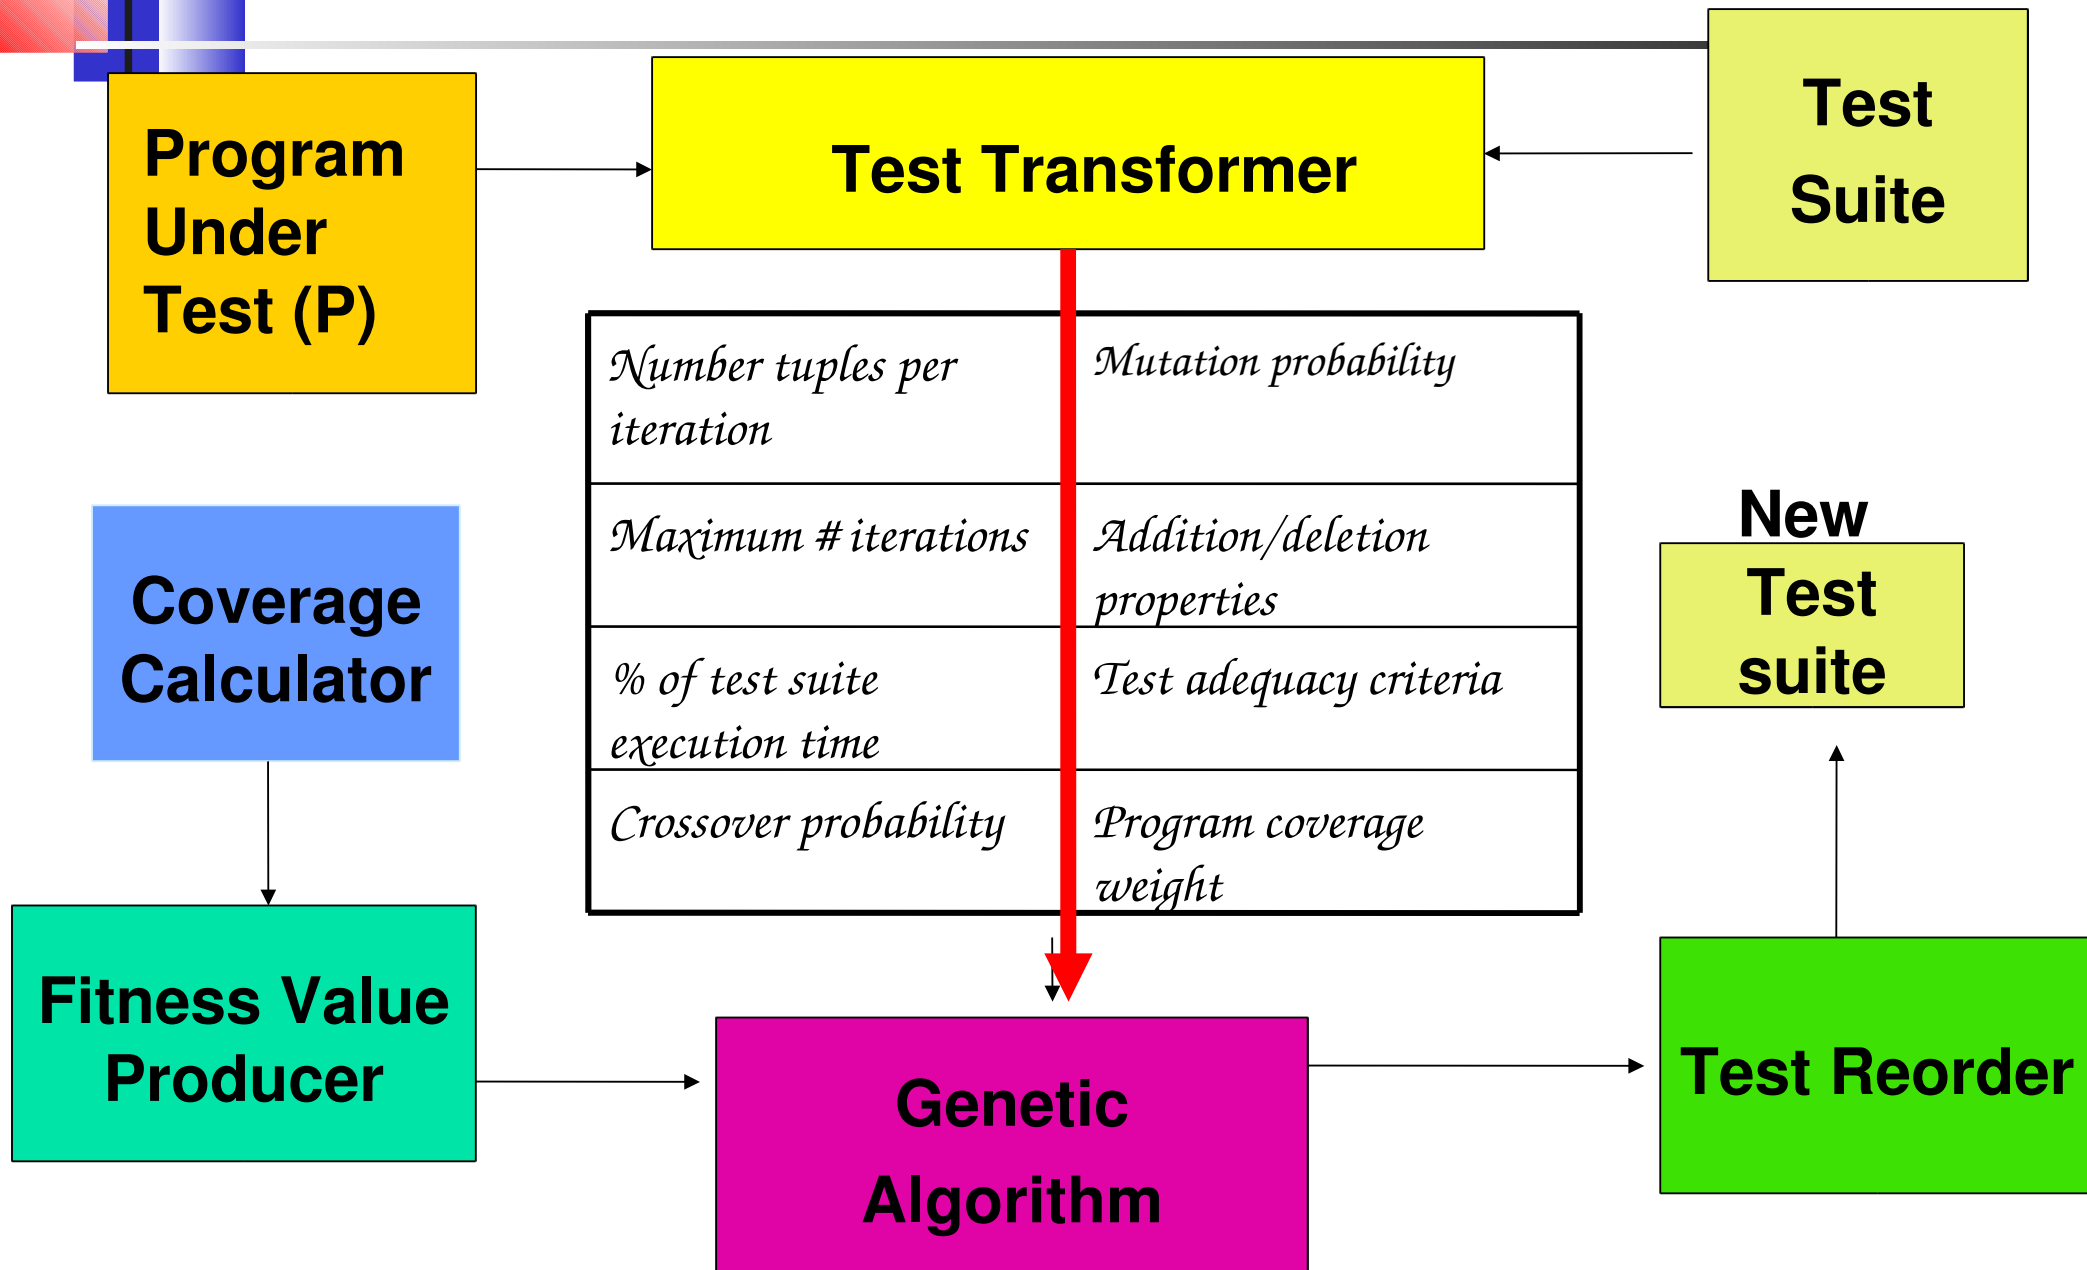 Program
Under
Test (P)
Test Transformer
Test
Suite
Number tuples per
iteration
Mutation probability
Maximum # iterations
Addition/deletion
properties
% of test suite
execution time
Test adequacy criteria
Crossover probability
Program coverage
weight
Coverage
Calculator
New
Test
suite
Fitness Value
Producer
Genetic
Algorithm
Test Reorder